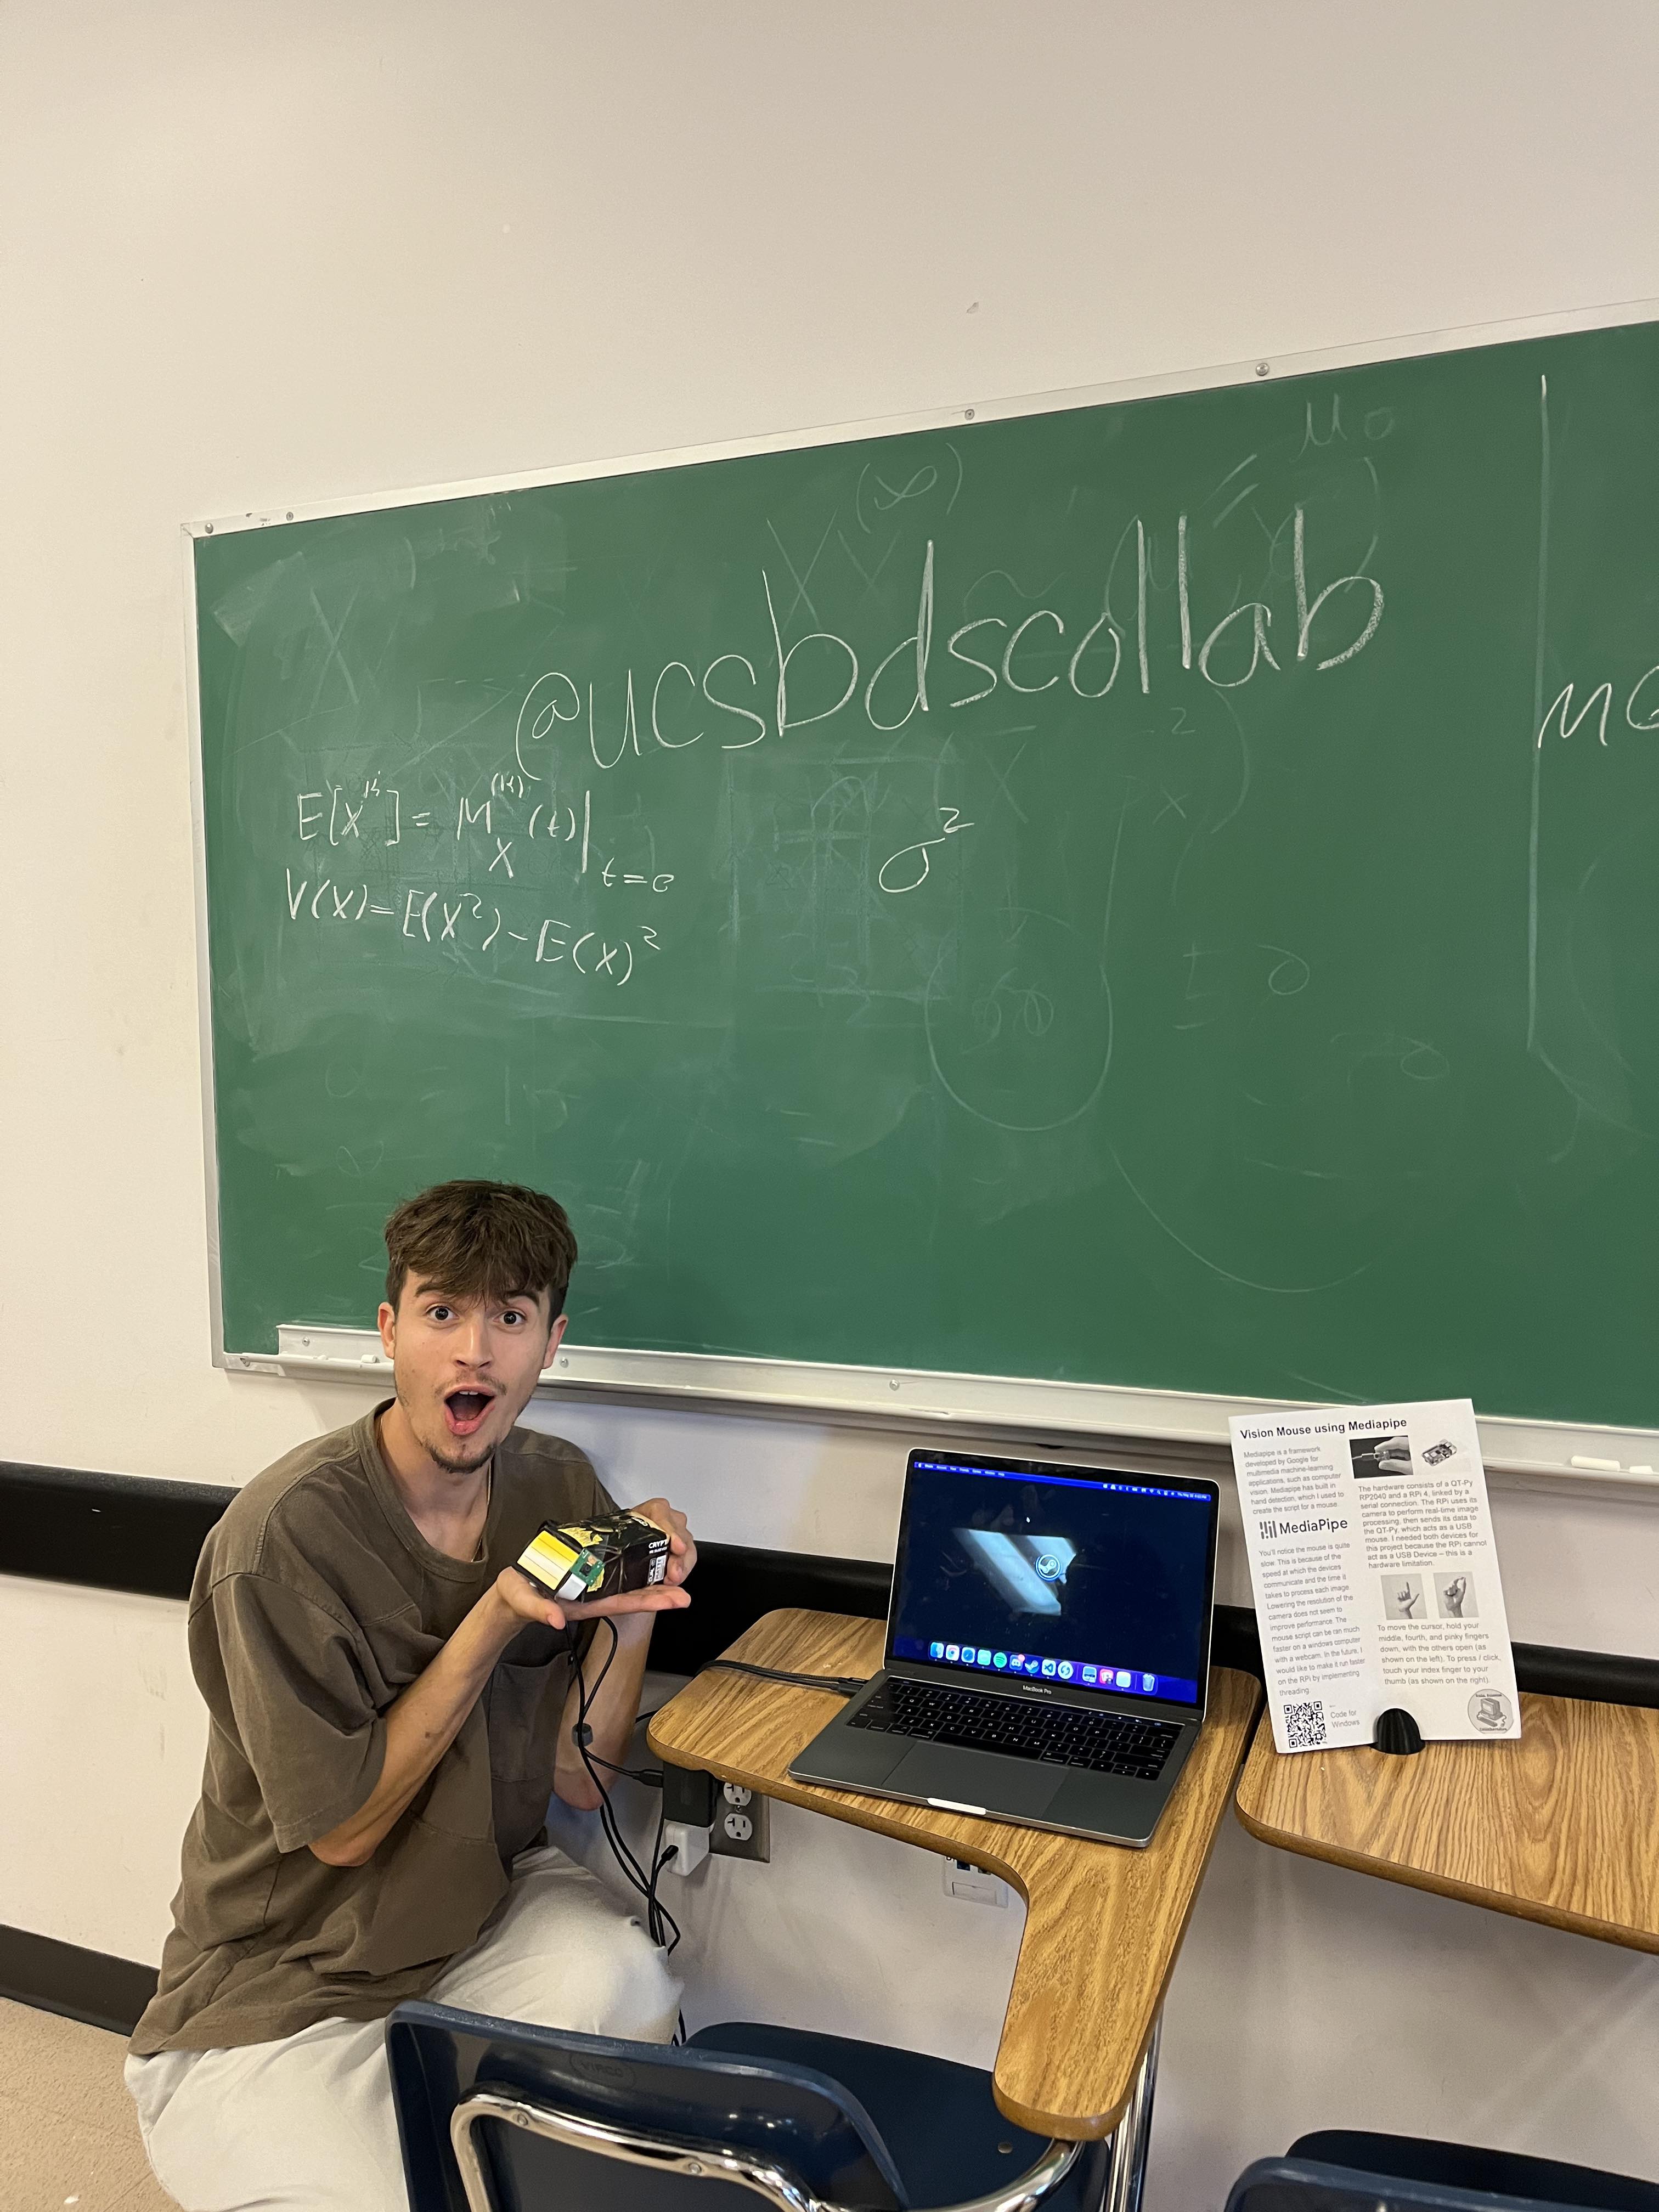 μ0
(x)
@ucsbdscollab
E[X^K] = M_X^(K)(t)|_t=0
V(X)=E(X²)-E(X)²
σ²
CRYPT
MacBook Pro
Vision Mouse using Mediapipe
Mediapipe is a framework
developed by Google for
multimedia machine-learning
applications, such as computer
vision. Mediapipe has built in
hand detection, which I used to
create the script for a mouse.
MediaPipe
You'll notice the mouse is quite
slow. This is because of the
speed at which the devices
communicate and the time it
takes to process each image.
Lowering the resolution of the
camera does not seem to
improve performance. The
mouse script can be ran much
faster on a windows computer
with a webcam. In the future, I
would like to make it run faster
on the RPi by implementing
threading.
Code for
Windows
The hardware consists of a QT-Py
RP2040 and a RPi 4, linked by a
serial connection. The RPi uses its
camera to perform real-time image
processing, then sends its data to
the QT-Py, which acts as a USB
mouse. I needed both devices for
this project because the RPi cannot
act as a USB Device – this is a
hardware limitation.
To move the cursor, hold your
middle, fourth, and pinky fingers
down, with the others open (as
shown on the left). To press / click,
touch your index finger to your
thumb (as shown on the right).
VIRCO